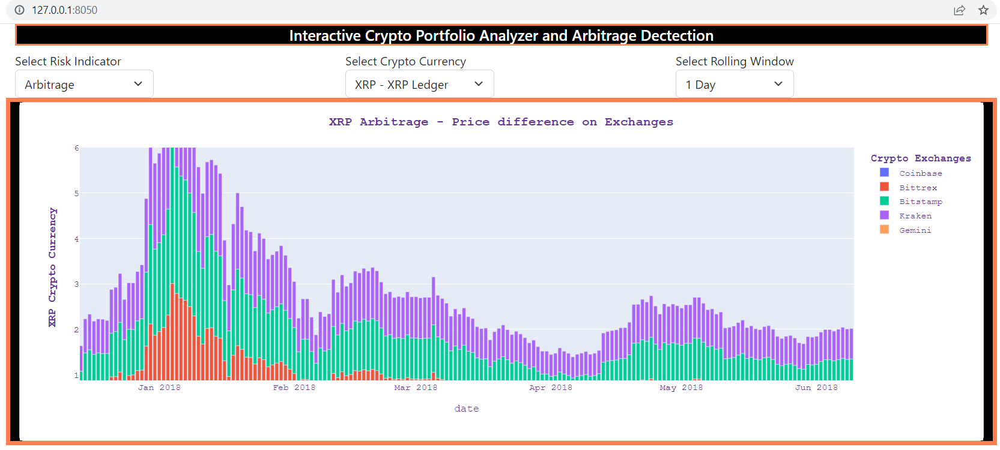 127.0.0.1:8050
Interactive Crypto Portfolio Analyzer and Arbitrage Dectection
Select Risk Indicator
Arbitrage
Select Crypto Currency
XRP - XRP Ledger
Select Rolling Window
1 Day
XRP Arbitrage - Price difference on Exchanges
XRP Crypto Currency
6
5
4
3
2
1
Jan 2018
Feb 2018
Mar 2018
Apr 2018
May 2018
Jun 2018
date
Crypto Exchanges
Coinbase
Bittrex
Bitstamp
Kraken
Gemini